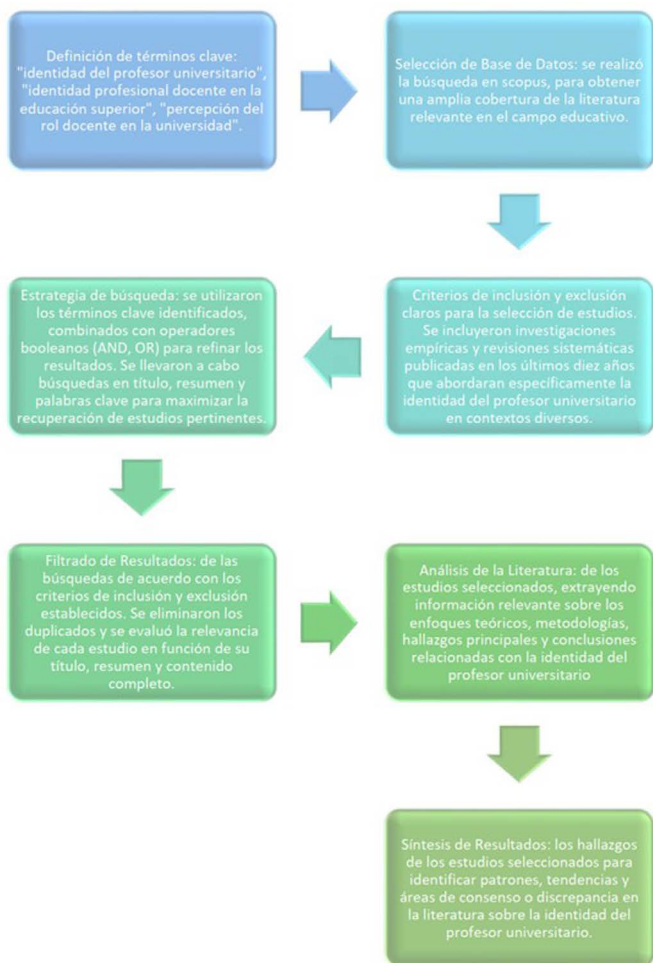 Definición de términos clave:
"identidad del profesor universitario",
"identidad profesional docente en la
educación superior", "percepción del
rol docente en la universidad".
Selección de Base de Datos: se realizó
la búsqueda en scopus, para obtener
una amplia cobertura de la literatura
relevante en el campo educativo.
Criterios de inclusión y exclusión
claros para la selección de estudios.
Se incluyeron investigaciones
empíricas y revisiones sistemáticas
publicadas en los últimos diez años
que abordaran específicamente la
identidad del profesor universitario
en contextos diversos.
Estrategia de búsqueda: se utilizaron
los términos clave identificados,
combinados con operadores
booleanos (AND, OR) para refinar los
resultados. Se llevaron a cabo
búsquedas en título, resumen y
palabras clave para maximizar la
recuperación de estudios pertinentes.
Filtrado de Resultados: de las
búsquedas de acuerdo con los
criterios de inclusión y exclusión
establecidos. Se eliminaron los
duplicados y se evaluó la relevancia
de cada estudio en función de su
título, resumen y contenido
completo.
Análisis de la Literatura: de los
estudios seleccionados, extrayendo
información relevante sobre los
enfoques teóricos, metodologías,
hallazgos principales y conclusiones
relacionadas con la identidad del
profesor universitario
Síntesis de Resultados: los hallazgos
de los estudios seleccionados para
identificar patrones, tendencias y
áreas de consenso o discrepancia en
la literatura sobre la identidad del
profesor universitario.